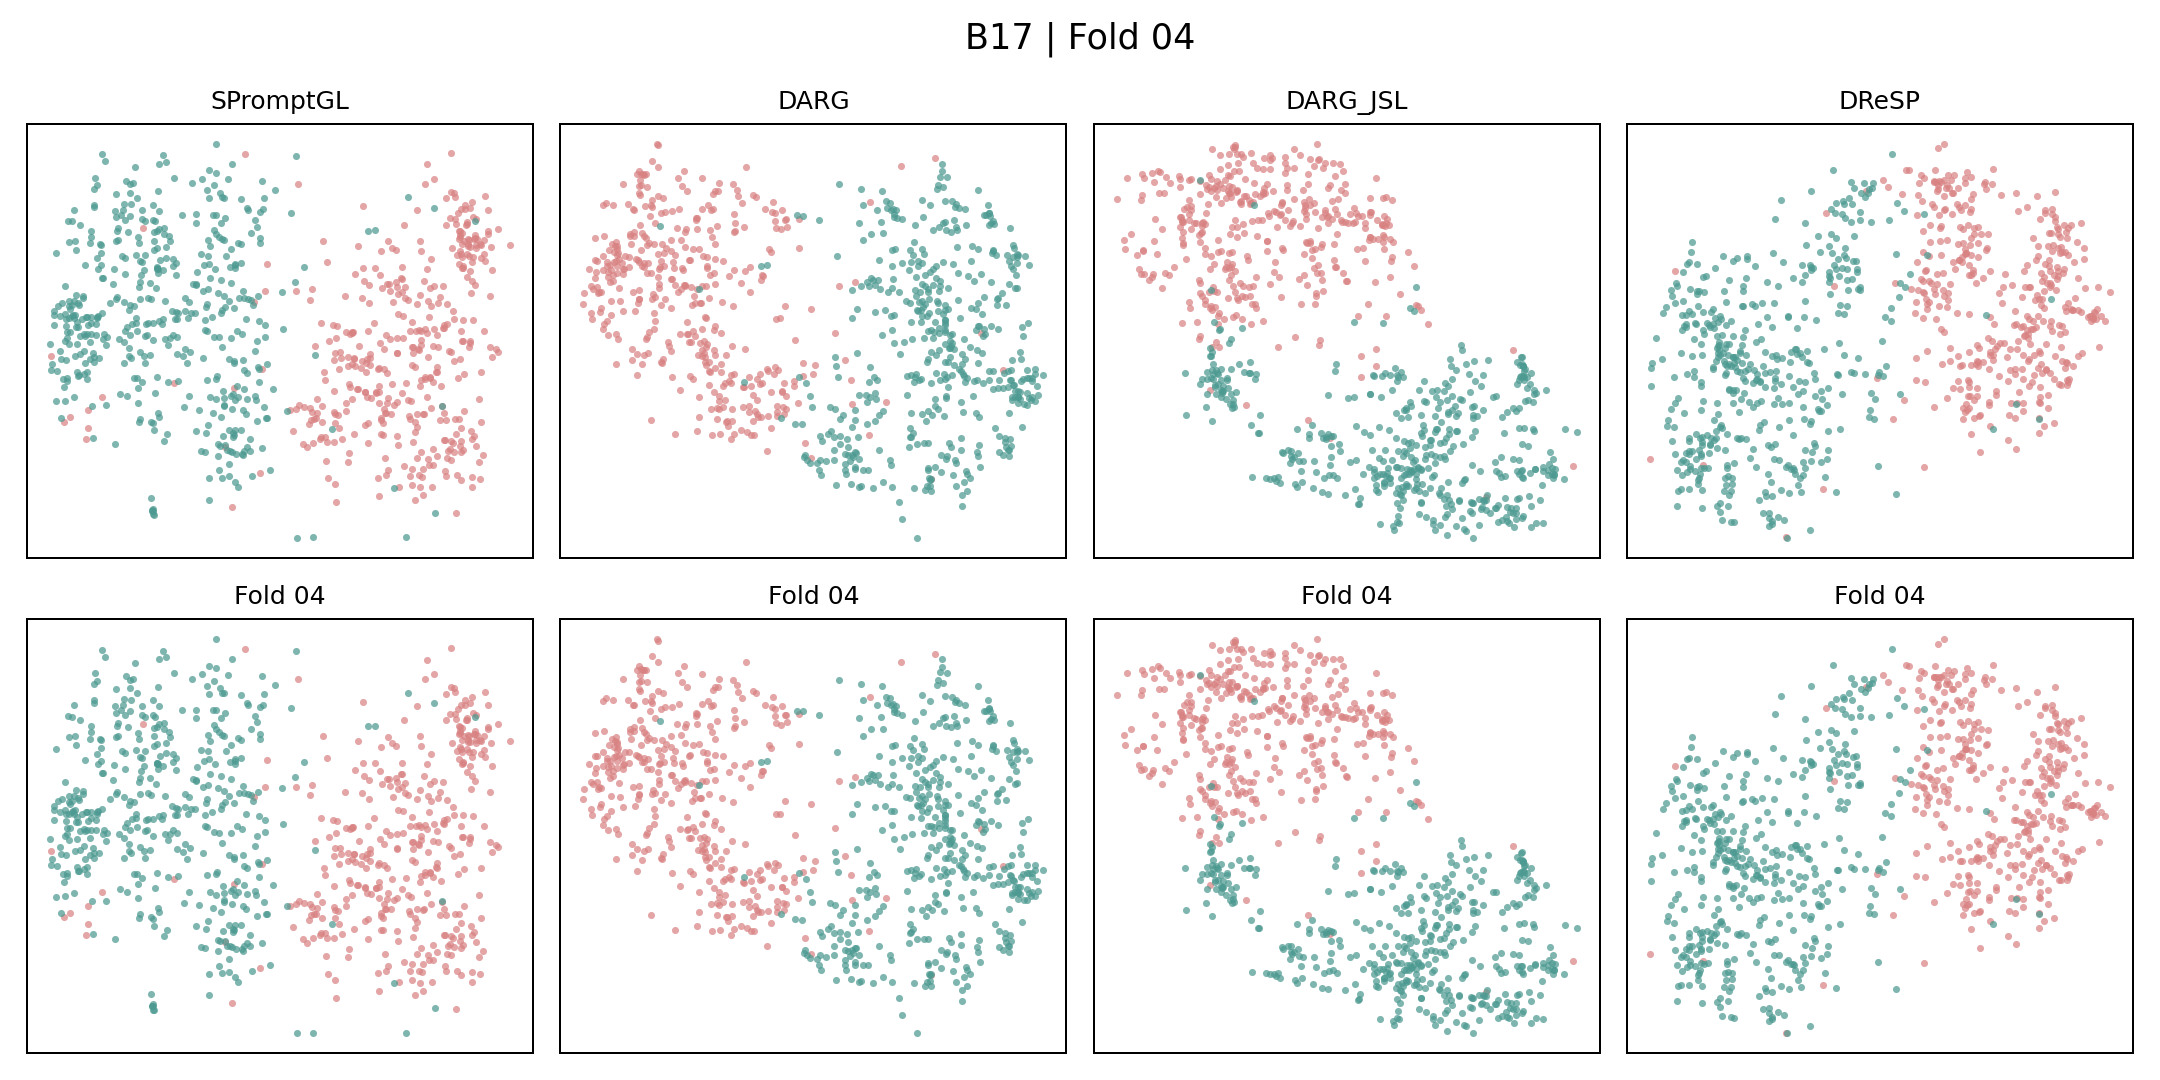 B17 | Fold 04
SPromptGL
DARG
DARG_JSL
DReSP
Fold 04
Fold 04
Fold 04
Fold 04